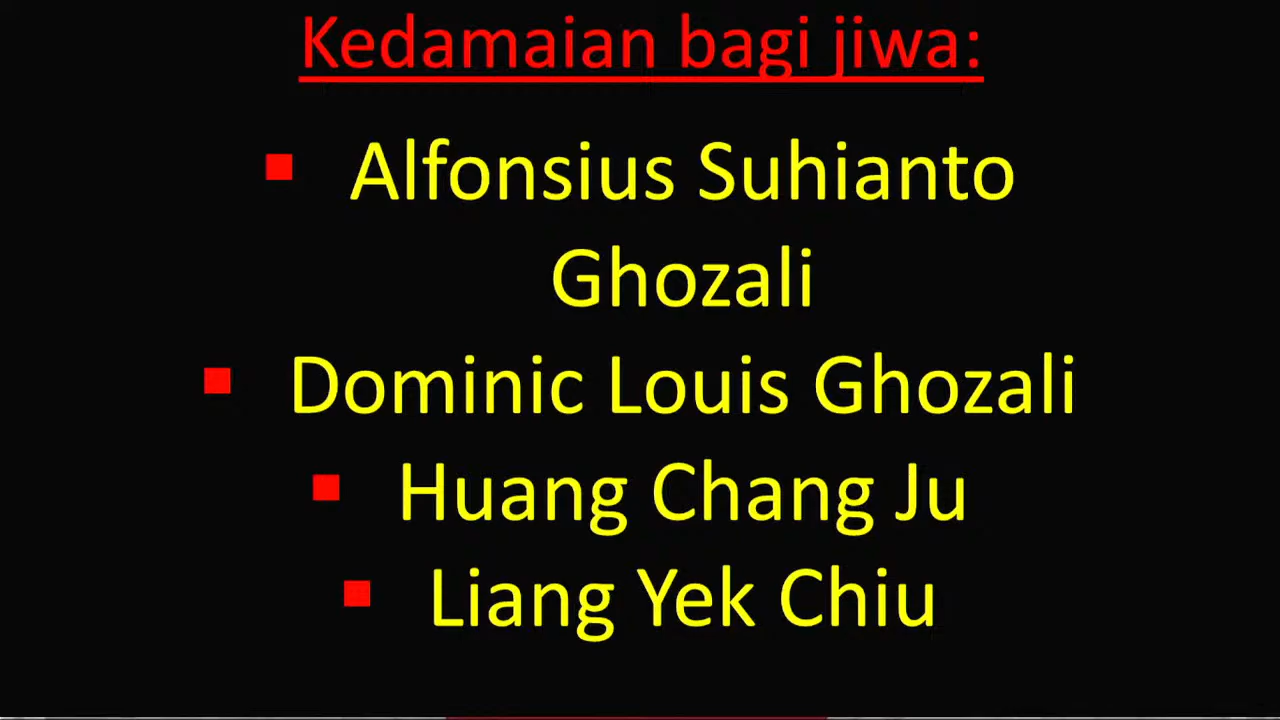 Kedamaian bagi jiwa:
▪ Alfonsius Suhianto
Ghozali
▪ Dominic Louis Ghozali
▪ Huang Chang Ju
▪ Liang Yek Chiu